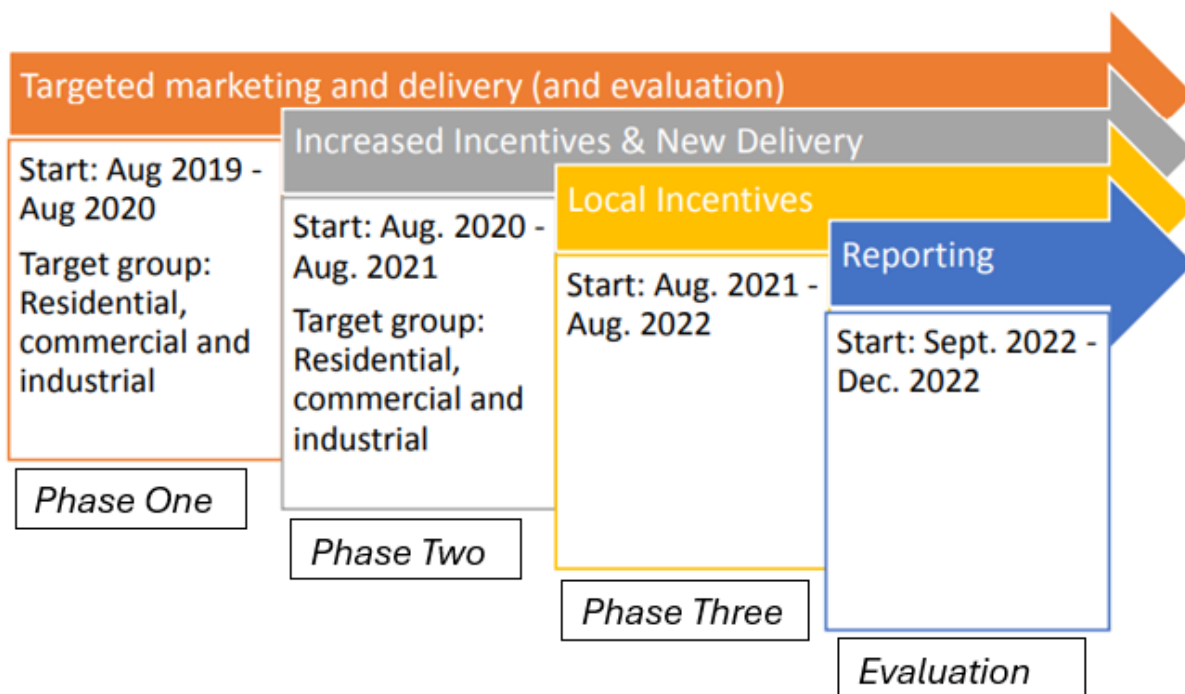 Targeted marketing and delivery (and evaluation)
Start: Aug 2019 -
Aug 2020
Target group:
Residential,
commercial and
industrial
Phase One
Increased Incentives & New Delivery
Start: Aug. 2020 -
Aug. 2021
Target group:
Residential,
commercial and
industrial
Phase Two
Local Incentives
Start: Aug. 2021 -
Aug. 2022
Phase Three
Reporting
Start: Sept. 2022 -
Dec. 2022
Evaluation